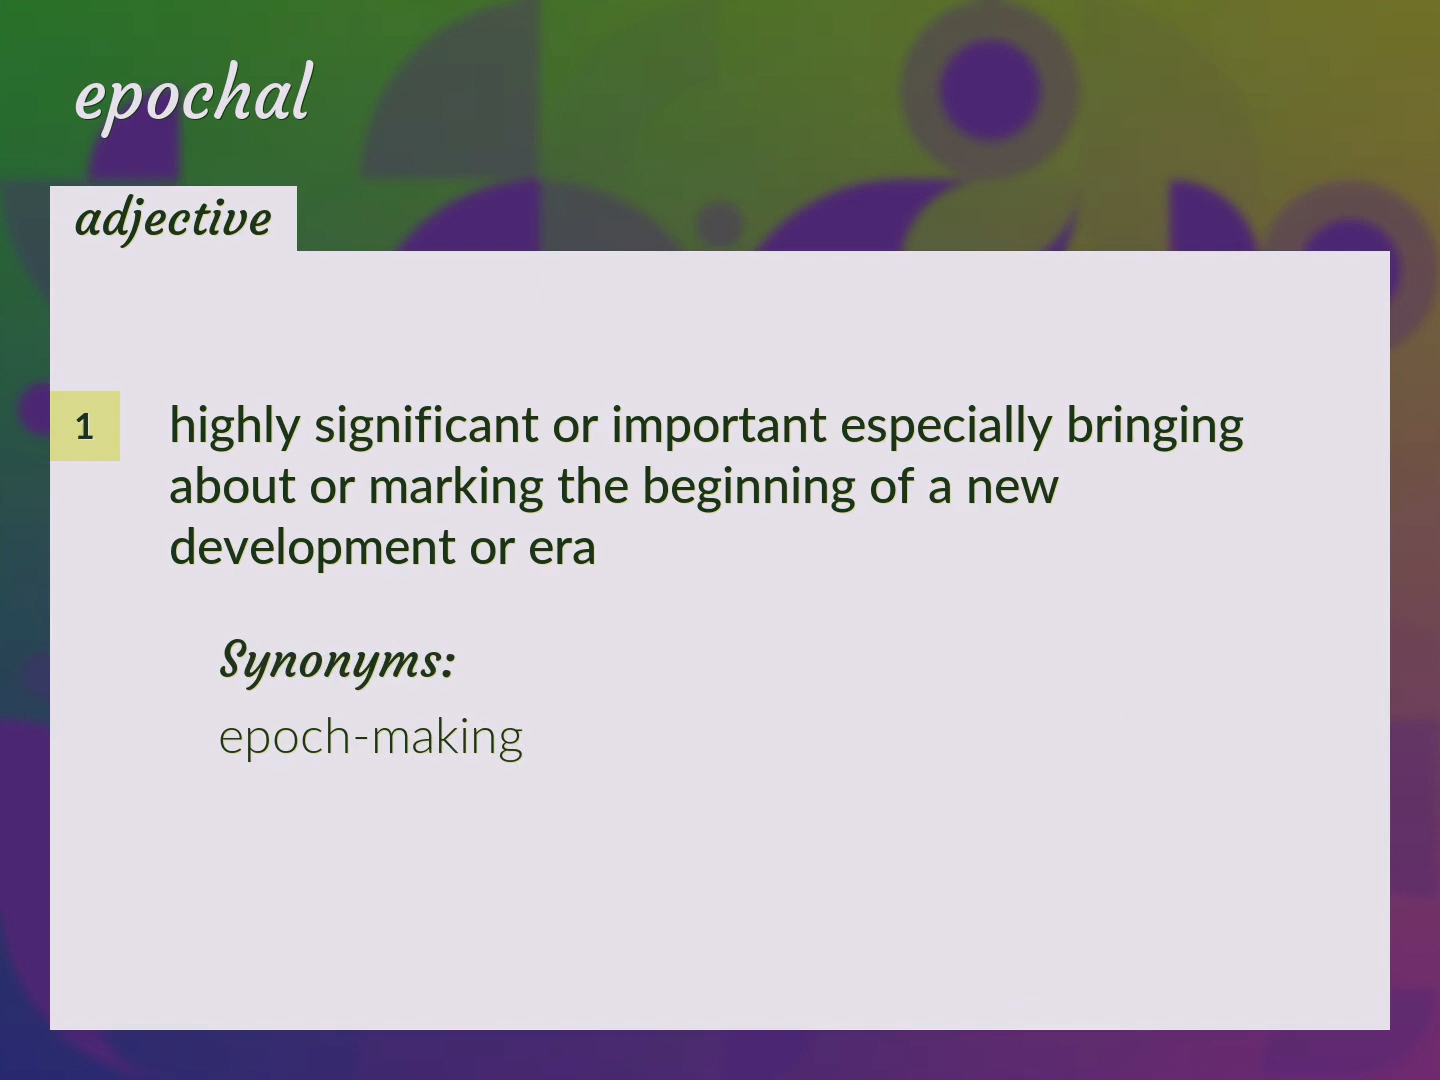 epochal
adjective
1
highly significant or important especially bringing
about or marking the beginning of a new
development or era
Synonyms:
epoch-making